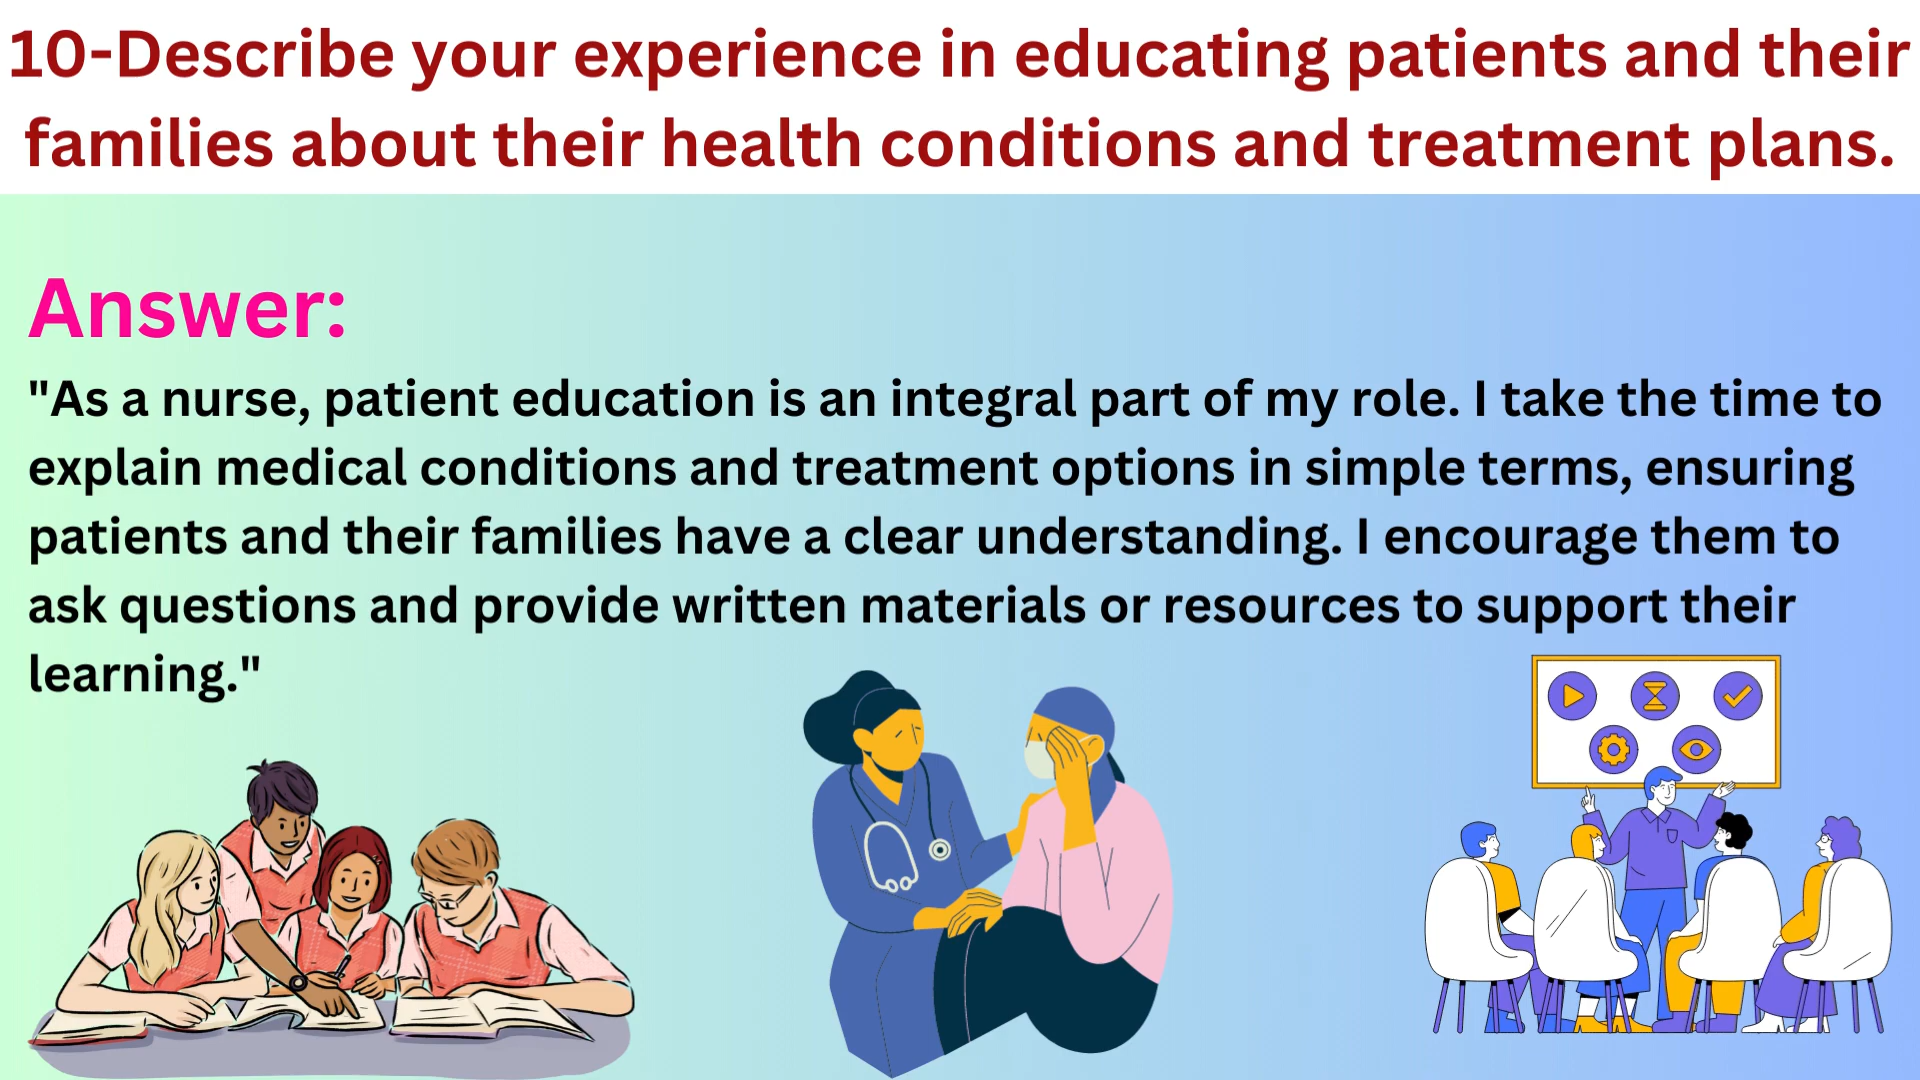 10-Describe your experience in educating patients and their
families about their health conditions and treatment plans.
Answer:
"As a nurse, patient education is an integral part of my role. I take the time to
explain medical conditions and treatment options in simple terms, ensuring
patients and their families have a clear understanding. I encourage them to
ask questions and provide written materials or resources to support their
learning."